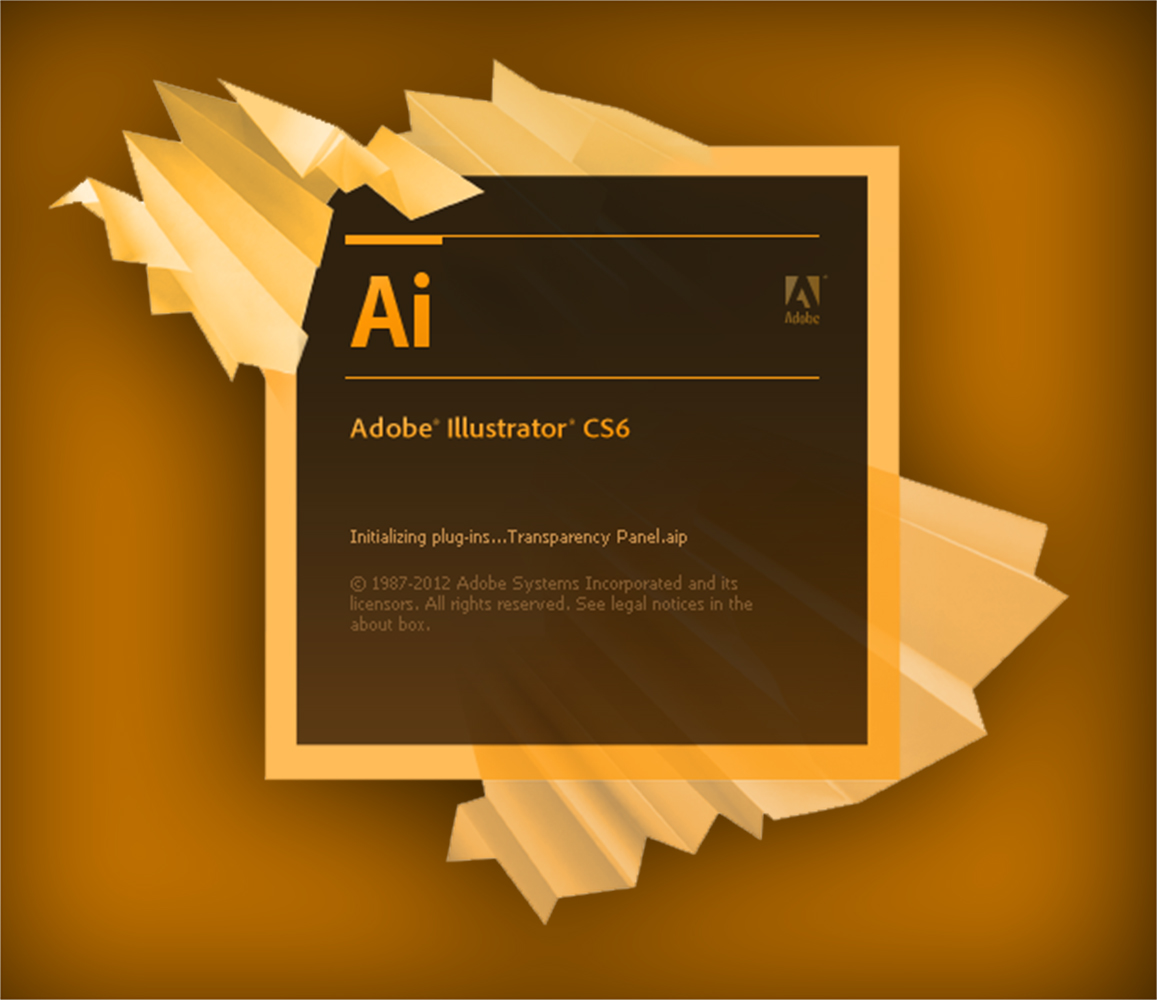 Ai
Adobe
Adobe® Illustrator® CS6
Initializing plug-ins...Transparency Panel.aip
© 1987-2012 Adobe Systems Incorporated and its
licensors. All rights reserved. See legal notices in the
about box.